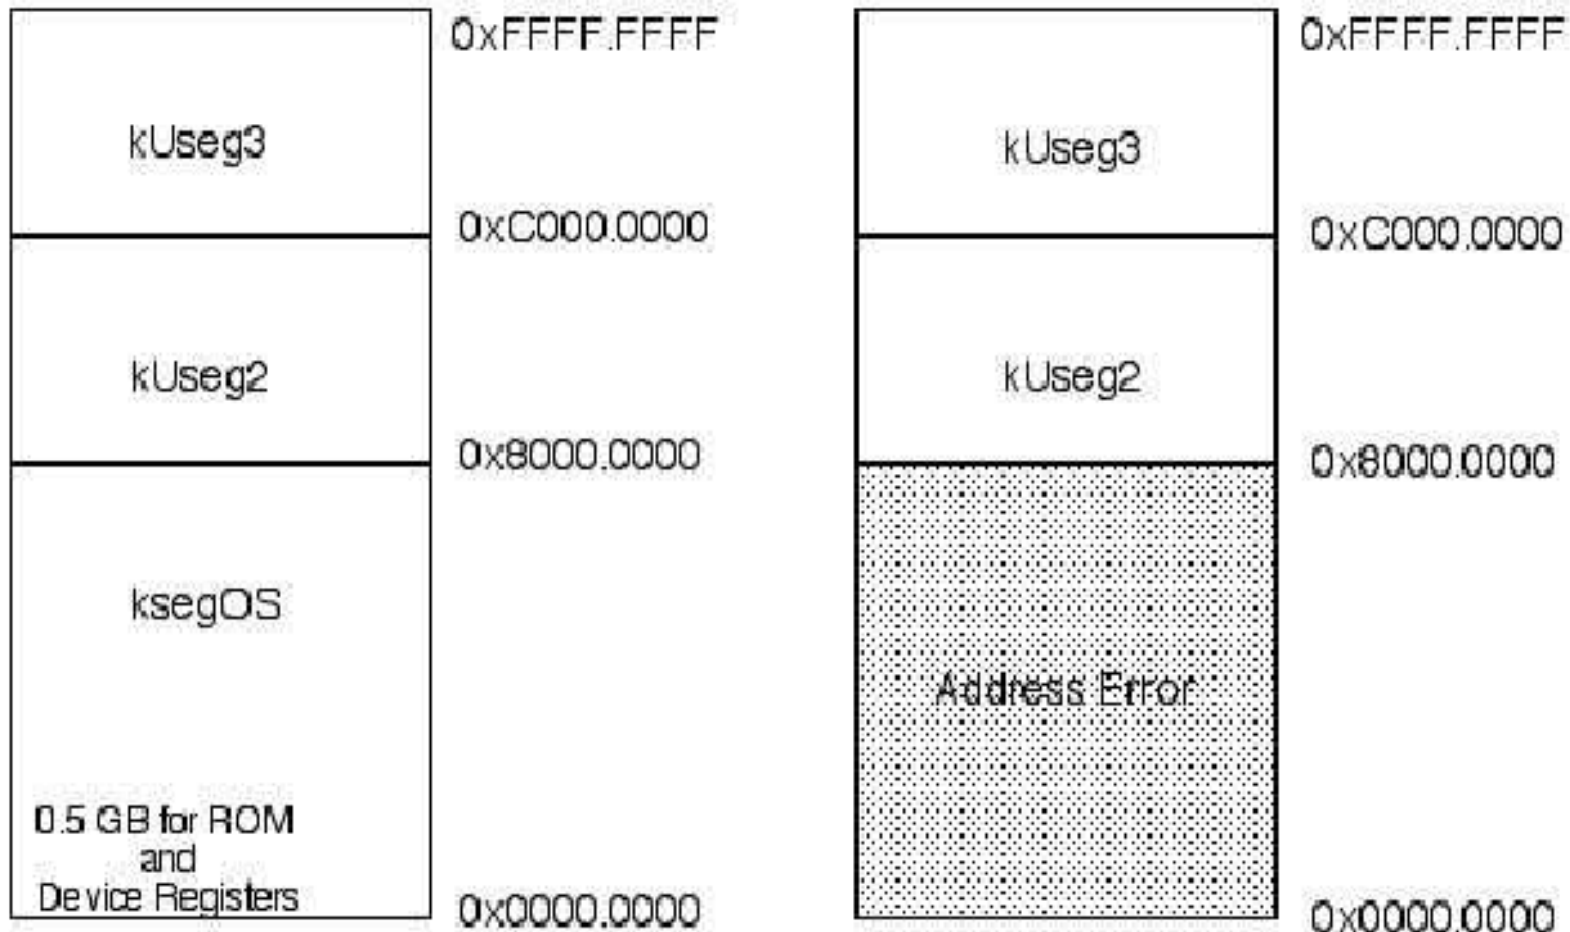 0xFFFF.FFFF
kUseg3
0xC000.0000
kUseg2
0x8000.0000
ksegOS
0.5 GB for ROM
and
Device Registers
0x0000.0000
0xFFFF.FFFF
kUseg3
0xC000.0000
kUseg2
0x8000.0000
Address Error
0x0000.0000